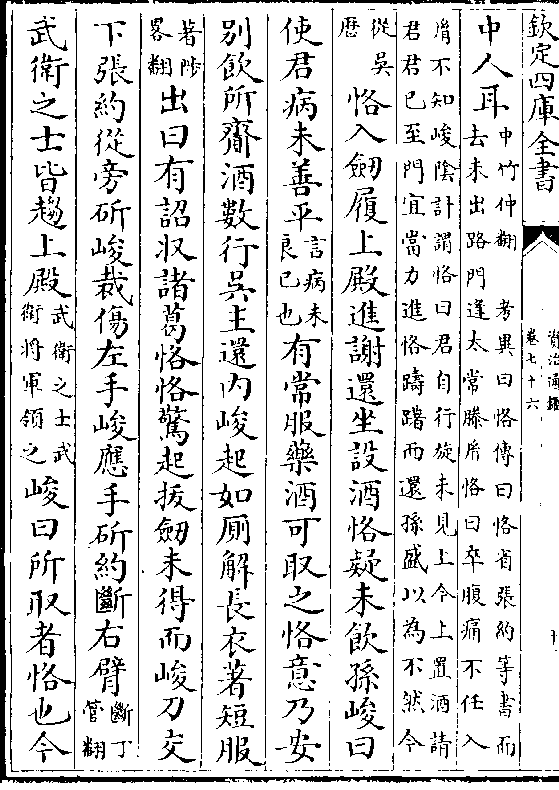 欽定四庫全書
資治通鑑
卷七十六
中人耳中竹仲翻 考異曰恪傳曰恪省張約等書而
去未出路門逢太常滕𦙍恪曰卒腹痛不任入
𦙍不知峻隂計謂恪曰君自行旋未見上今上置酒請
君君已至門宜當力進恪躊躇而還孫盛以為不然今
從吳
厯恪入劒履上殿進謝還坐設酒恪疑未飲孫峻曰
使君病未善平言病未
良已也有常服藥酒可取之恪意乃安
别飲所齎酒數行吳主還内峻起如厠解長衣著短服
著陟
畧翻出曰有詔收諸葛恪恪驚起拔劒未得而峻刀交
下張約從旁斫峻裁傷左手峻應手斫約斷右臂斷丁
管翻
武衛之士皆趨上殿武衛之士武
衛將軍領之峻曰所取者恪也今